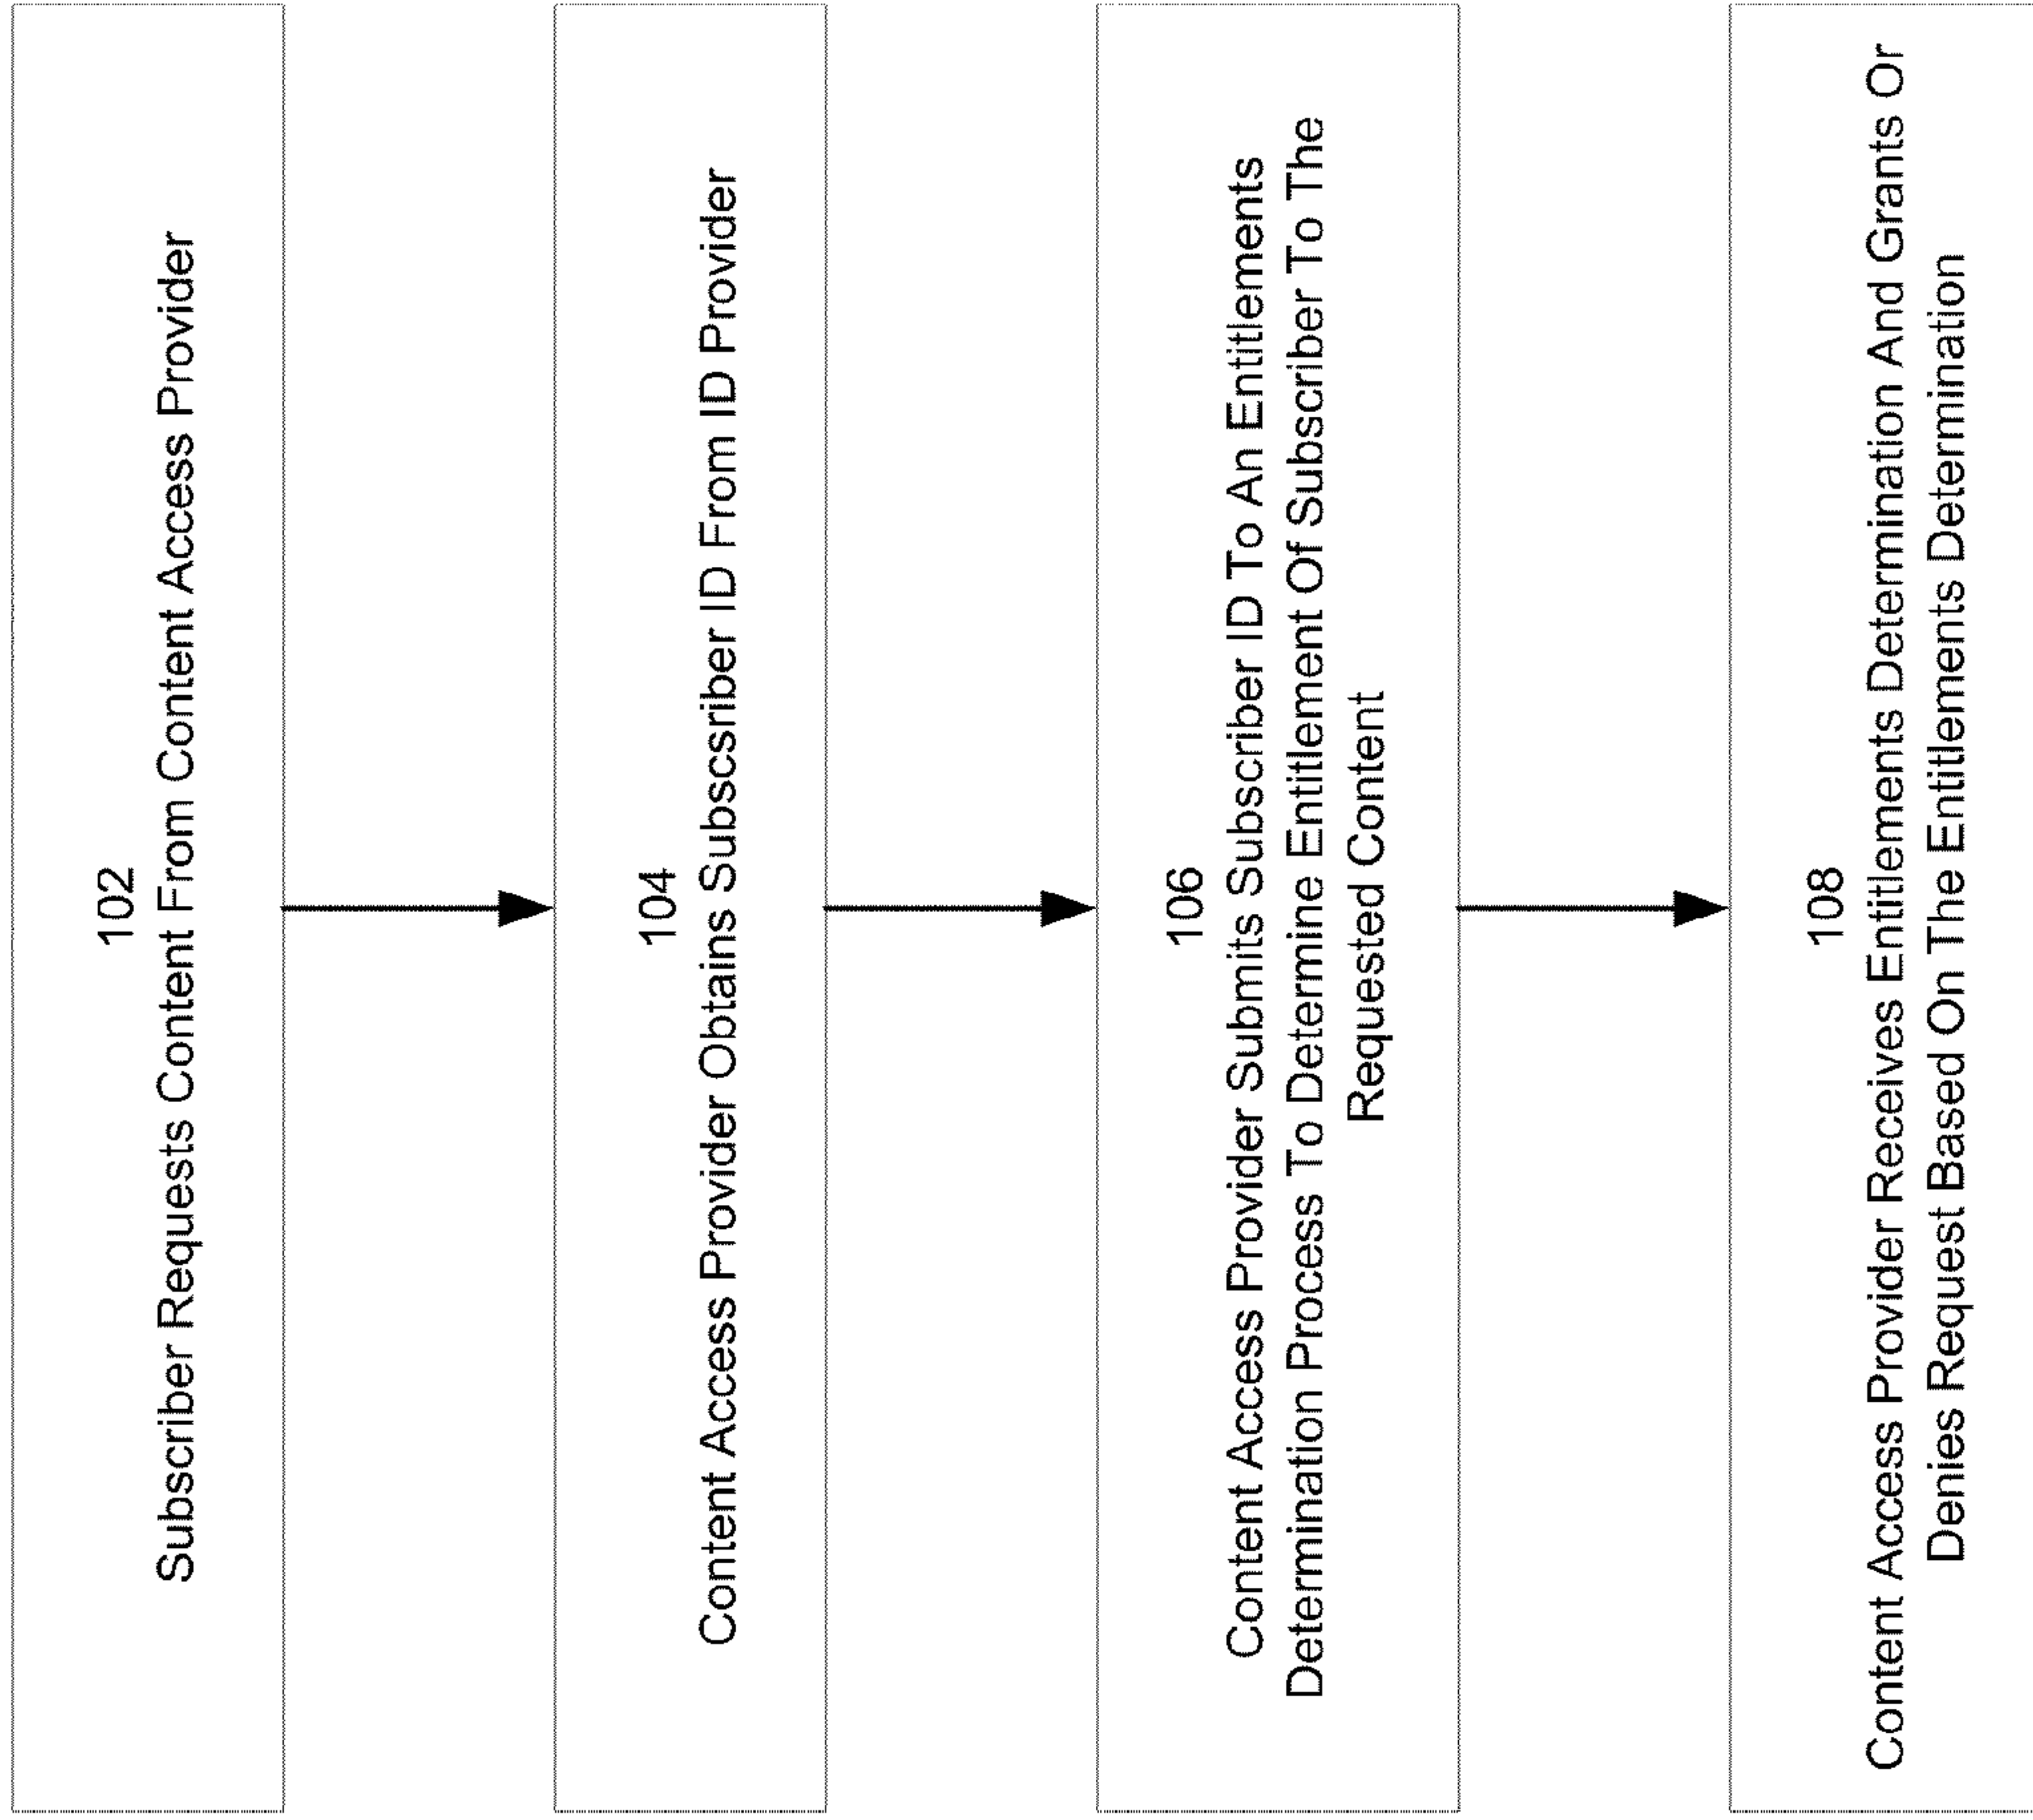 102
Subscriber Requests Content From Content Access Provider
104
Content Access Provider Obtains Subscsriber ID From ID Provider
106
Content Access Provider Submits Subscriber ID To An Entitlements
Determination Process To Determine Entitlement Of Subscriber To The
Requested Content
108
Content Access Provider Receives Entitlements Determination And Grants Or
Denies Request Based On The Entitlements Determination